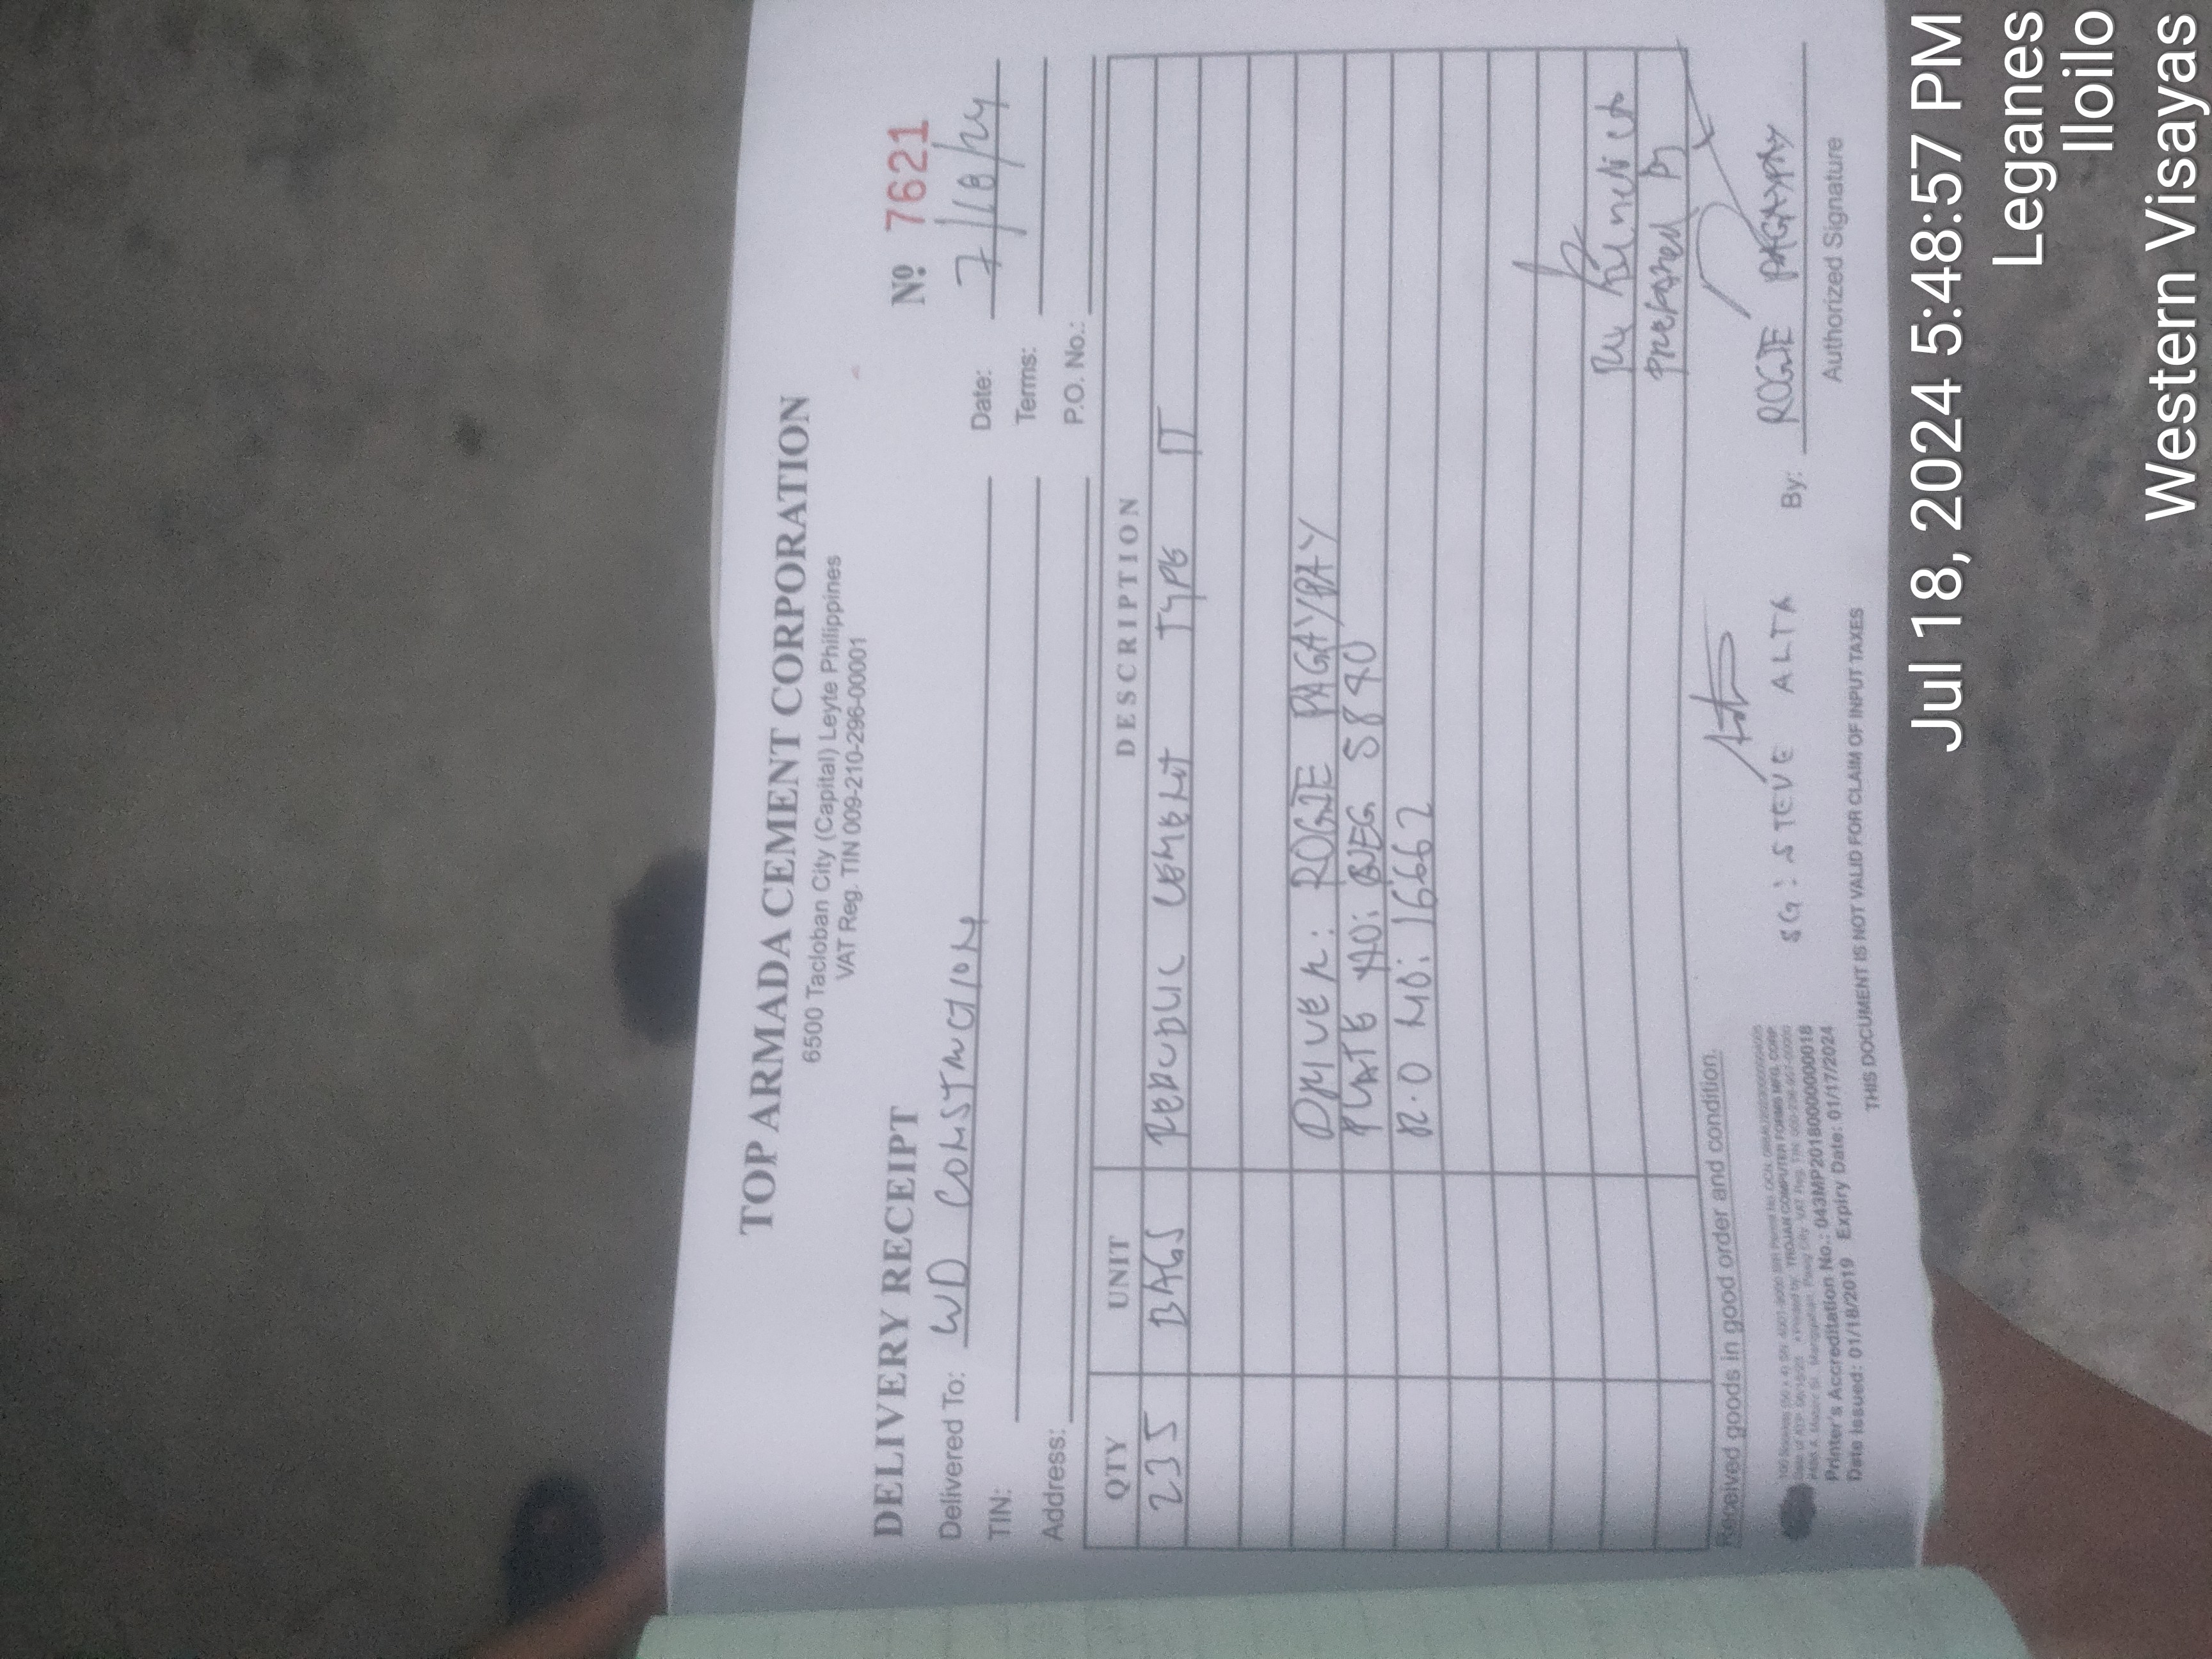 TOP ARMADA CEMENT CORPORATION
6500 Tacloban City (Capital) Leyte Philippines
VAT Reg. TIN 009-210-296-00001
DELIVERY RECEIPT
Nº 7621
Delivered To: WD CONSTRUCTION
Date: 7/18/24
TIN:
Terms:
Address:
P.O. No.:
QTY UNIT DESCRIPTION
235 BAGS REPUBLIC CEMENT TYPE IT
DRIVER: ROGIE PAGAYPAY
PLATE NO: 5840
R.O NO: 16662
prepared by
Received goods in good order and condition.
SG: STEVE ALTA
By: ROGIE PAGAYPAY
Authorized Signature
Printer's Accreditation No.: 043MP20180000000018
Date Issued: 01/18/2019 Expiry Date: 01/17/2024
THIS DOCUMENT IS NOT VALID FOR CLAIM OF INPUT TAXES
Jul 18, 2024 5:48:57 PM
Leganes
Iloilo
Western Visayas